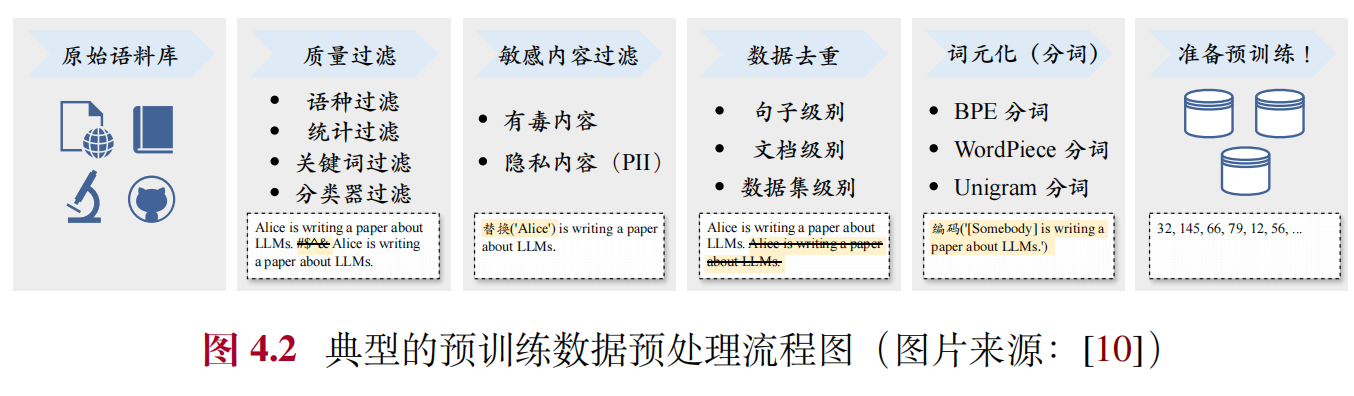 原始语料库
质量过滤
• 语种过滤
• 统计过滤
• 关键词过滤
• 分类器过滤
Alice is writing a paper about
LLMs. #$^& Alice is writing
a paper about LLMs.
敏感内容过滤
• 有毒内容
• 隐私内容（PII）
替换('Alice') is writing a paper
about LLMs.
数据去重
• 句子级别
• 文档级别
• 数据集级别
Alice is writing a paper about
LLMs. Alice is writing a paper
about LLMs.
词元化（分词）
• BPE 分词
• WordPiece 分词
• Unigram 分词
编码('[Somebody] is writing a
paper about LLMs.')
准备预训练！
32, 145, 66, 79, 12, 56, ...
图 4.2 典型的预训练数据预处理流程图（图片来源：[10]）